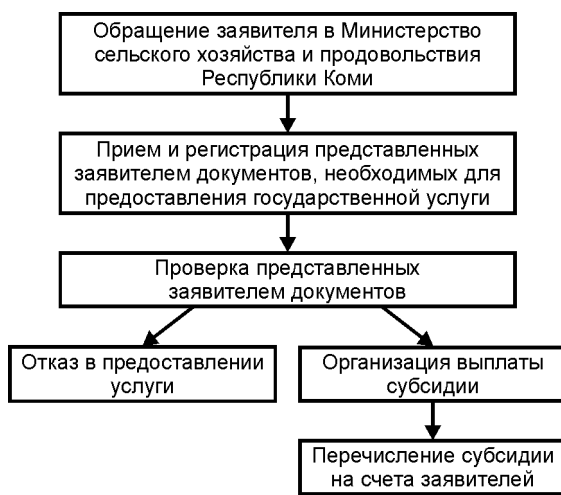 Обращение заявителя в Министерство
сельского хозяйства и продовольствия
Республики Коми
Прием и регистрация представленных
заявителем документов, необходимых для
предоставления государственной услуги
Проверка представленных
заявителем документов
Отказ в предоставлении
услуги
Организация выплаты
субсидии
Перечисление субсидии
на счета заявителей